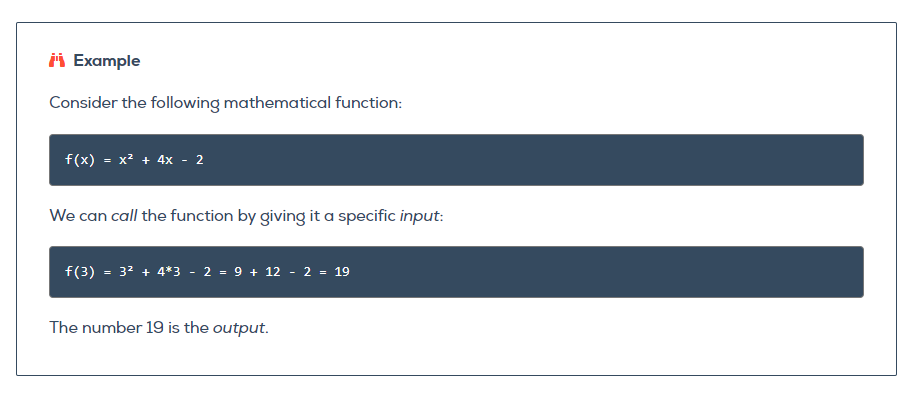 Example
Consider the following mathematical function:
f(x) = x² + 4x - 2
We can call the function by giving it a specific input:
f(3) = 3² + 4*3 - 2 = 9 + 12 - 2 = 19
The number 19 is the output.